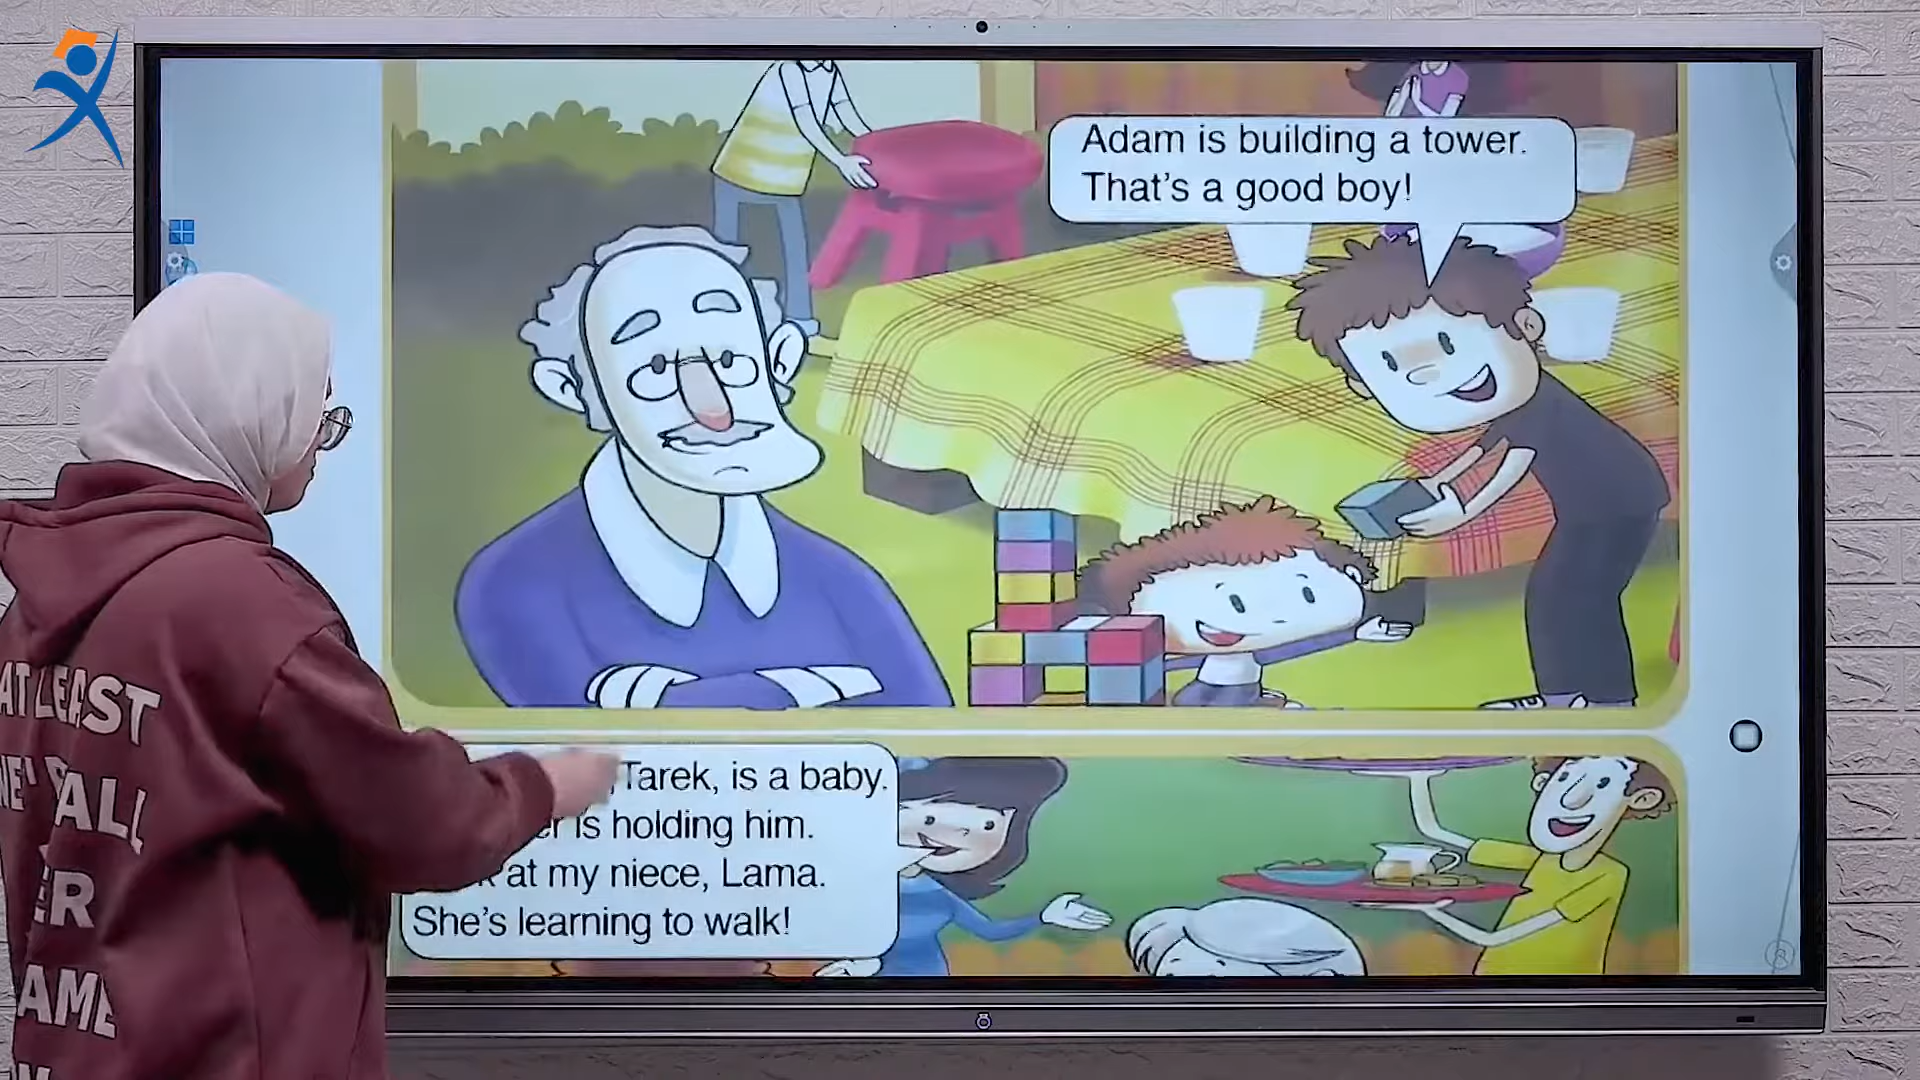 Adam is building a tower.
That's a good boy!
Tarek, is a baby.
is holding him.
at my niece, Lama.
She's learning to walk!
AT LEAST
ALL